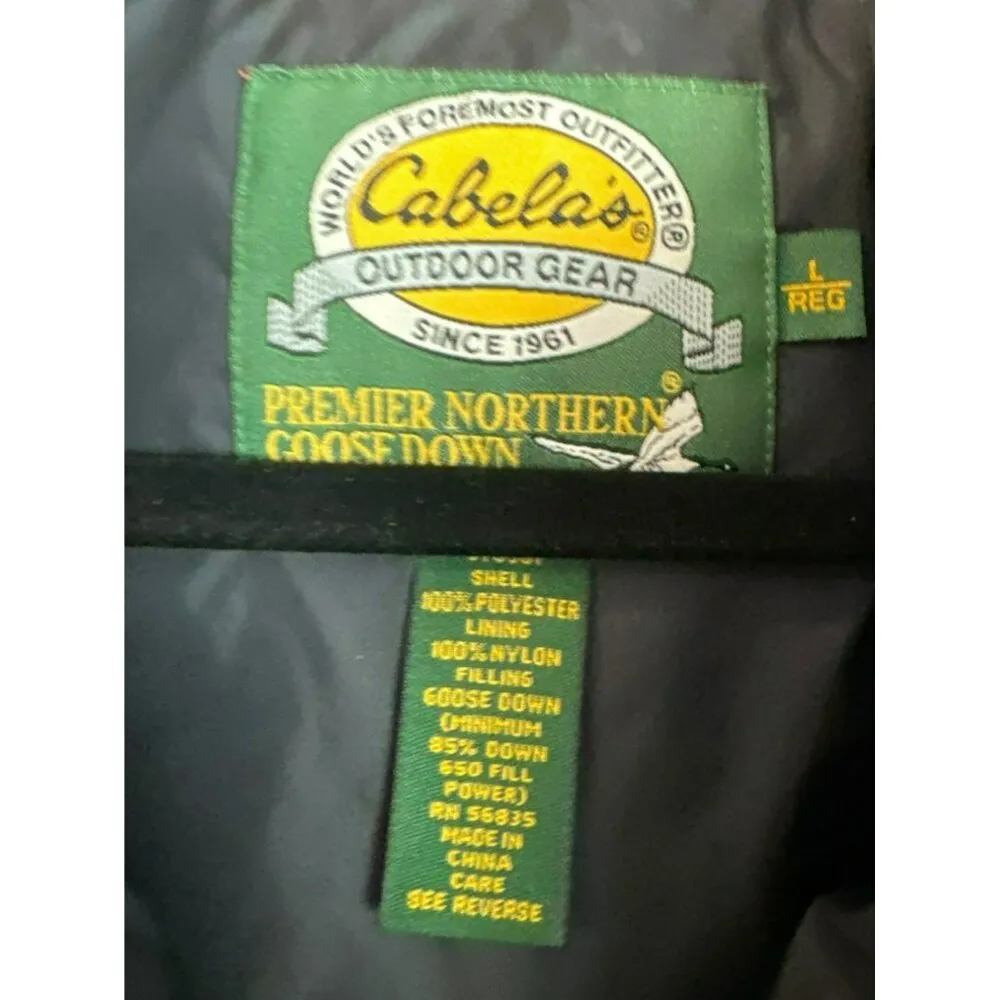 WORLD'S FOREMOST OUTFITTER®
Cabela's®
OUTDOOR GEAR
SINCE 1961
L
REG
PREMIER NORTHERN®
GOOSE DOWN
SHELL
100% POLYESTER
LINING
100% NYLON
FILLING
GOOSE DOWN
(MINIMUM
85% DOWN
650 FILL
POWER)
RN 56835
MADE IN
CHINA
CARE
SEE REVERSE